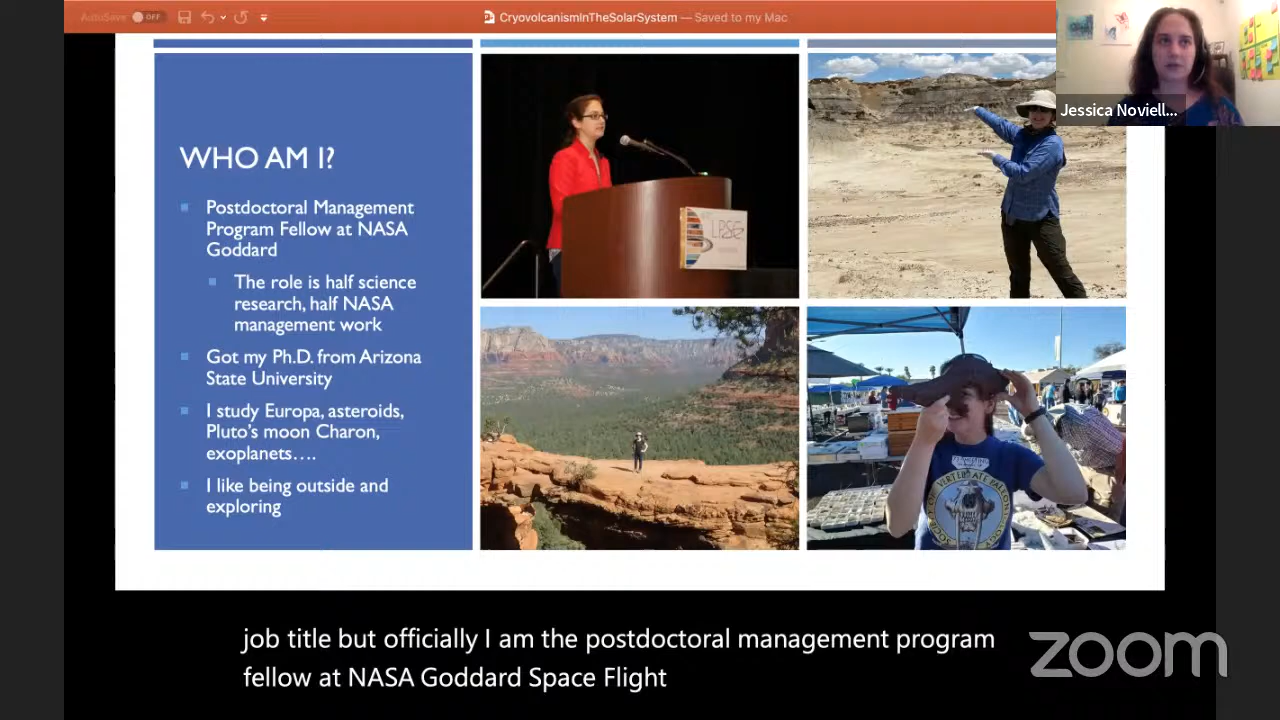 AutoSave OFF
CryovolcanismInTheSolarSystem — Saved to my Mac
Jessica Noviell...
WHO AM I?
Postdoctoral Management
Program Fellow at NASA
Goddard
The role is half science
research, half NASA
management work
Got my Ph.D. from Arizona
State University
I study Europa, asteroids,
Pluto's moon Charon,
exoplanets....
I like being outside and
exploring
LPSC
job title but officially I am the postdoctoral management program
fellow at NASA Goddard Space Flight
zoom